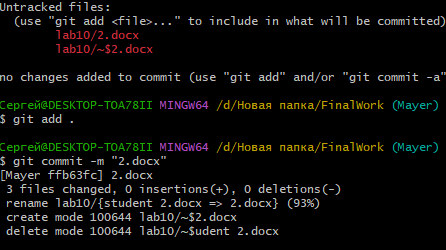 Untracked files:
(use "git add <file>..." to include in what will be committed)
lab10/2.docx
lab10/~$2.docx
no changes added to commit (use "git add" and/or "git commit -a"
Сергей@DESKTOP-TOA78II MINGW64 /d/Новая папка/FinalWork (Mayer)
$ git add .
Сергей@DESKTOP-TOA78II MINGW64 /d/Новая папка/FinalWork (Mayer)
$ git commit -m "2.docx"
[Mayer ffb63fc] 2.docx
3 files changed, 0 insertions(+), 0 deletions(-)
rename lab10/{student 2.docx => 2.docx} (93%)
create mode 100644 lab10/~$2.docx
delete mode 100644 lab10/~$udent 2.docx